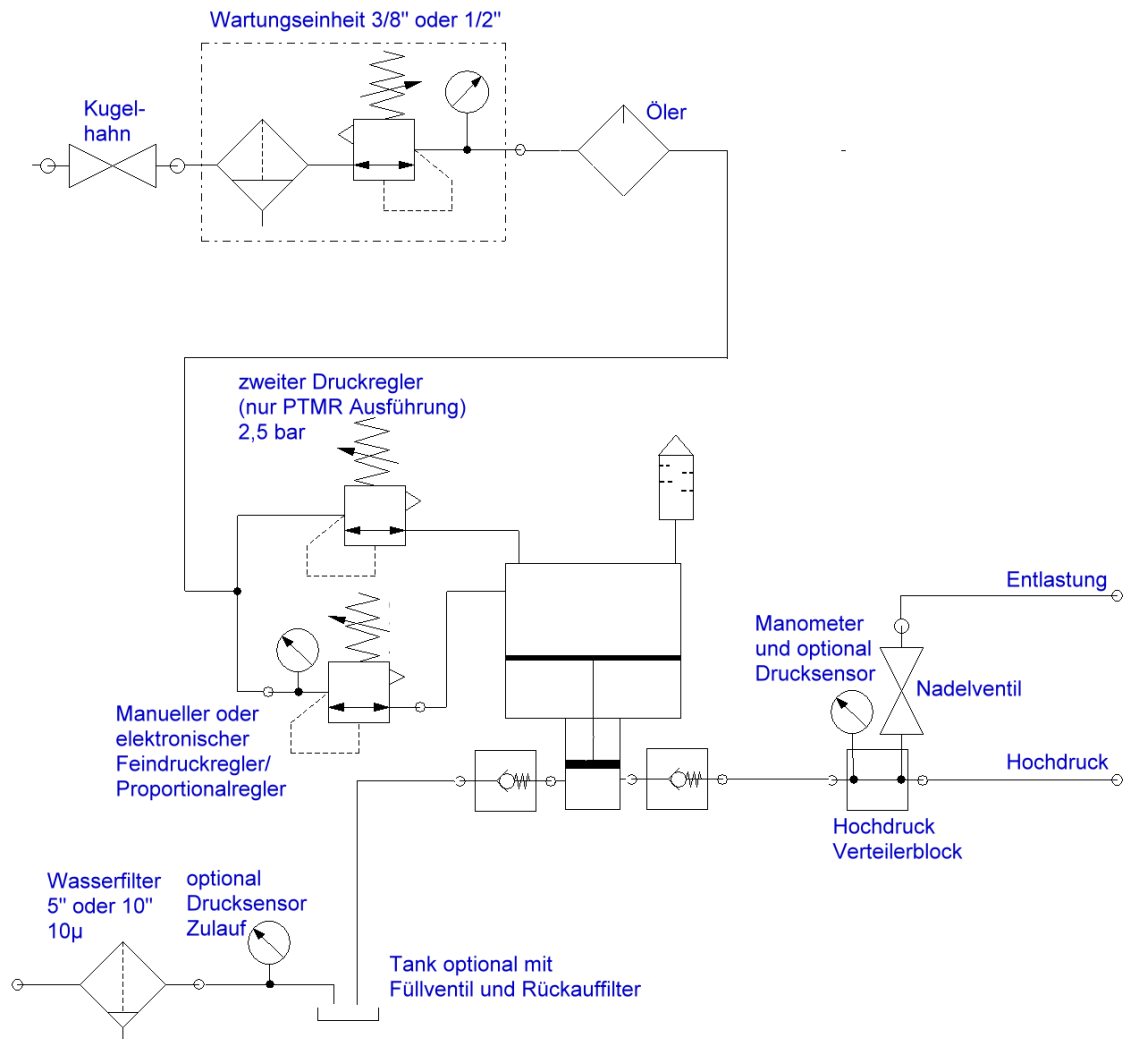 Wartungseinheit 3/8" oder 1/2"
Kugel-
hahn
Öler
zweiter Druckregler
(nur PTMR Ausführung)
2,5 bar
Entlastung
Manometer
und optional
Drucksensor
Nadelventil
Manueller oder
elektronischer
Feindruckregler/
Proportionalregler
Hochdruck
Hochdruck
Verteilerblock
Wasserfilter
5" oder 10"
10µ
optional
Drucksensor
Zulauf
Tank optional mit
Füllventil und Rückauffilter